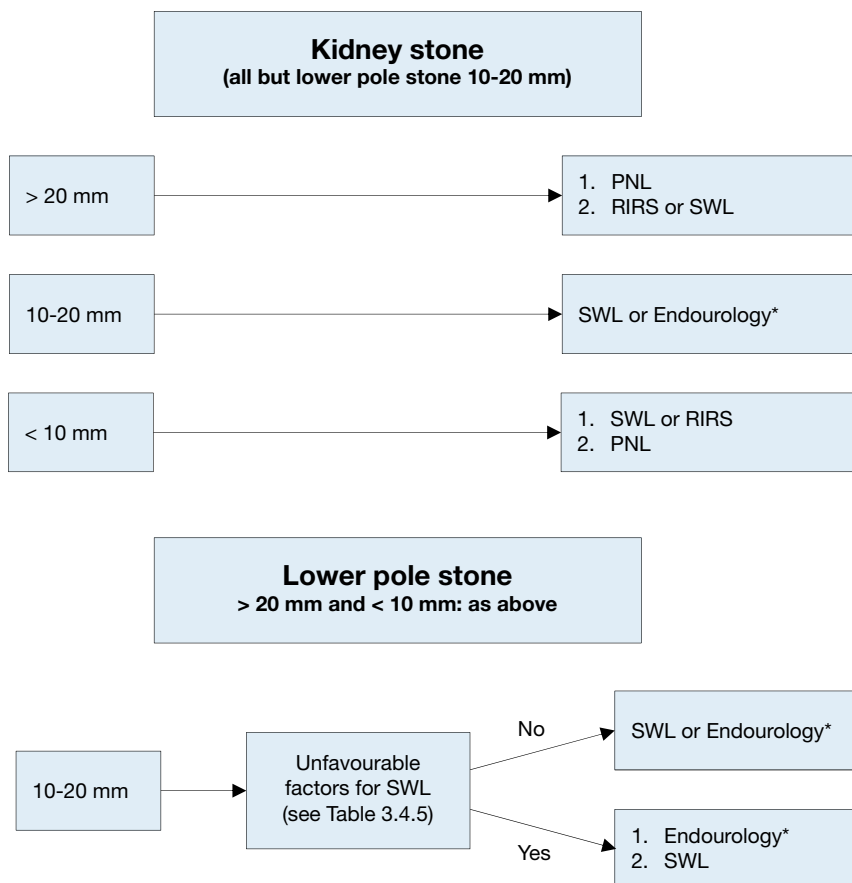 Kidney stone
(all but lower pole stone 10-20 mm)
> 20 mm
1. PNL
2. RIRS or SWL
10-20 mm
SWL or Endourology*
< 10 mm
1. SWL or RIRS
2. PNL
Lower pole stone
> 20 mm and < 10 mm: as above
10-20 mm
Unfavourable
factors for SWL
(see Table 3.4.5)
No
SWL or Endourology*
Yes
1. Endourology*
2. SWL